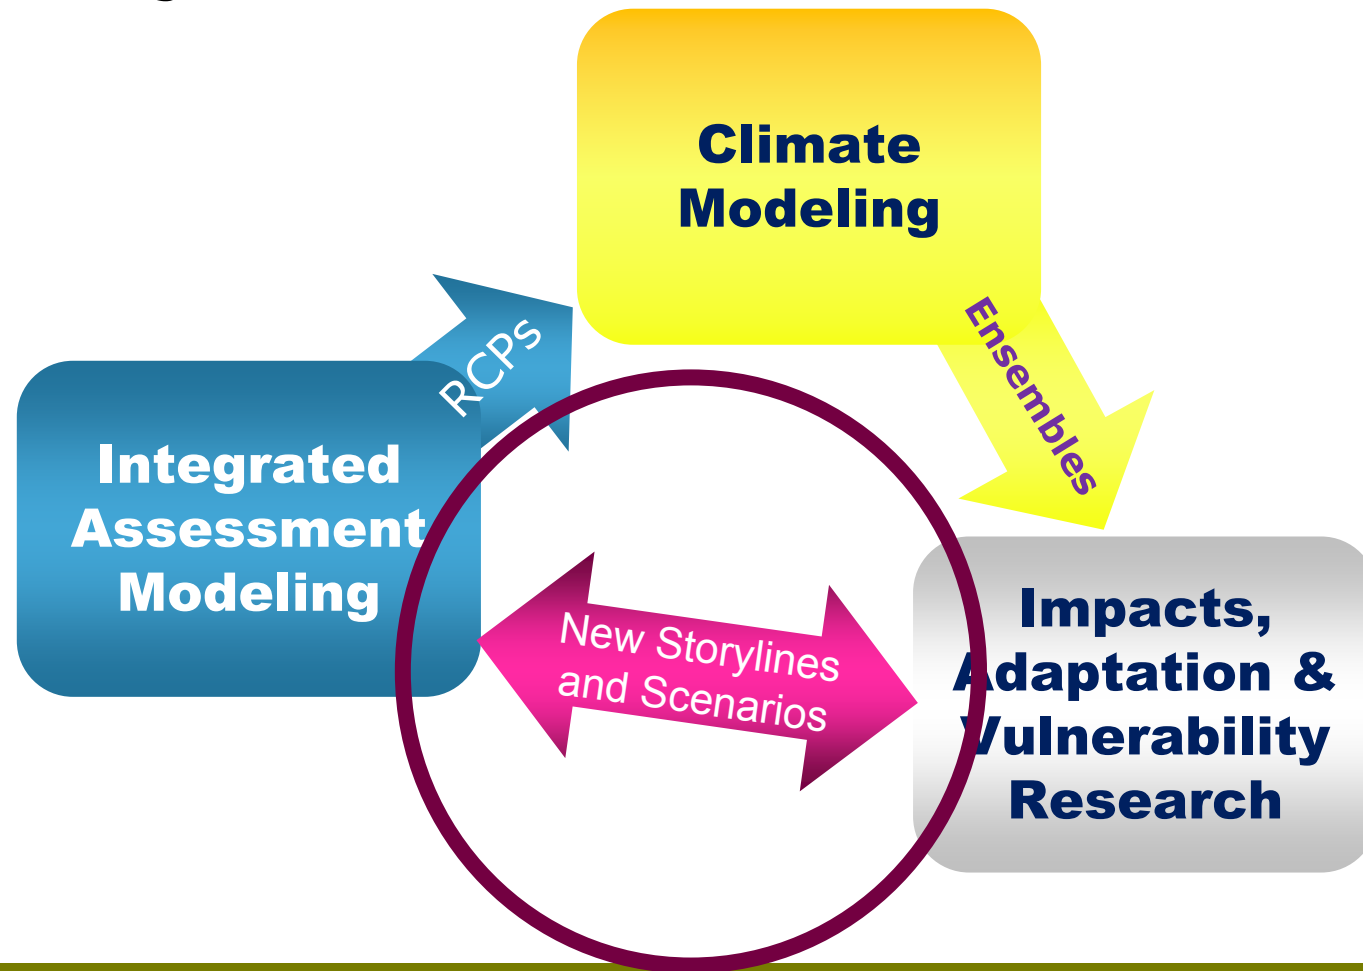 Climate
Modeling
RCPs
Ensembles
Integrated
Assessment
Modeling
New Storylines
and Scenarios
Impacts,
Adaptation &
Vulnerability
Research